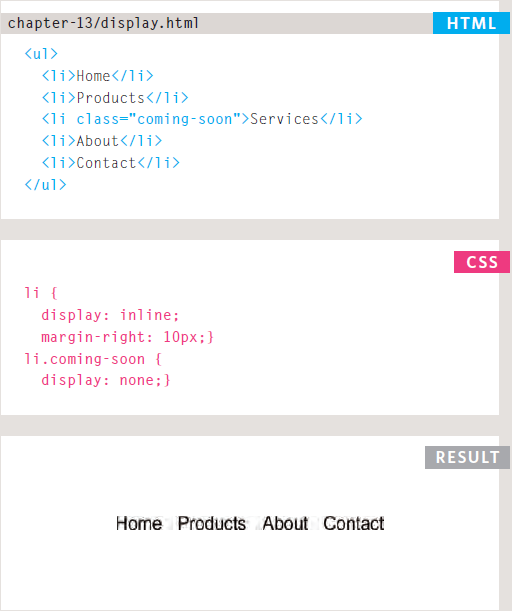 chapter-13/display.html HTML
<ul>
<li>Home</li>
<li>Products</li>
<li class="coming-soon">Services</li>
<li>About</li>
<li>Contact</li>
</ul>
CSS
li {
display: inline;
margin-right: 10px;}
li.coming-soon {
display: none;}
RESULT
Home Products About Contact